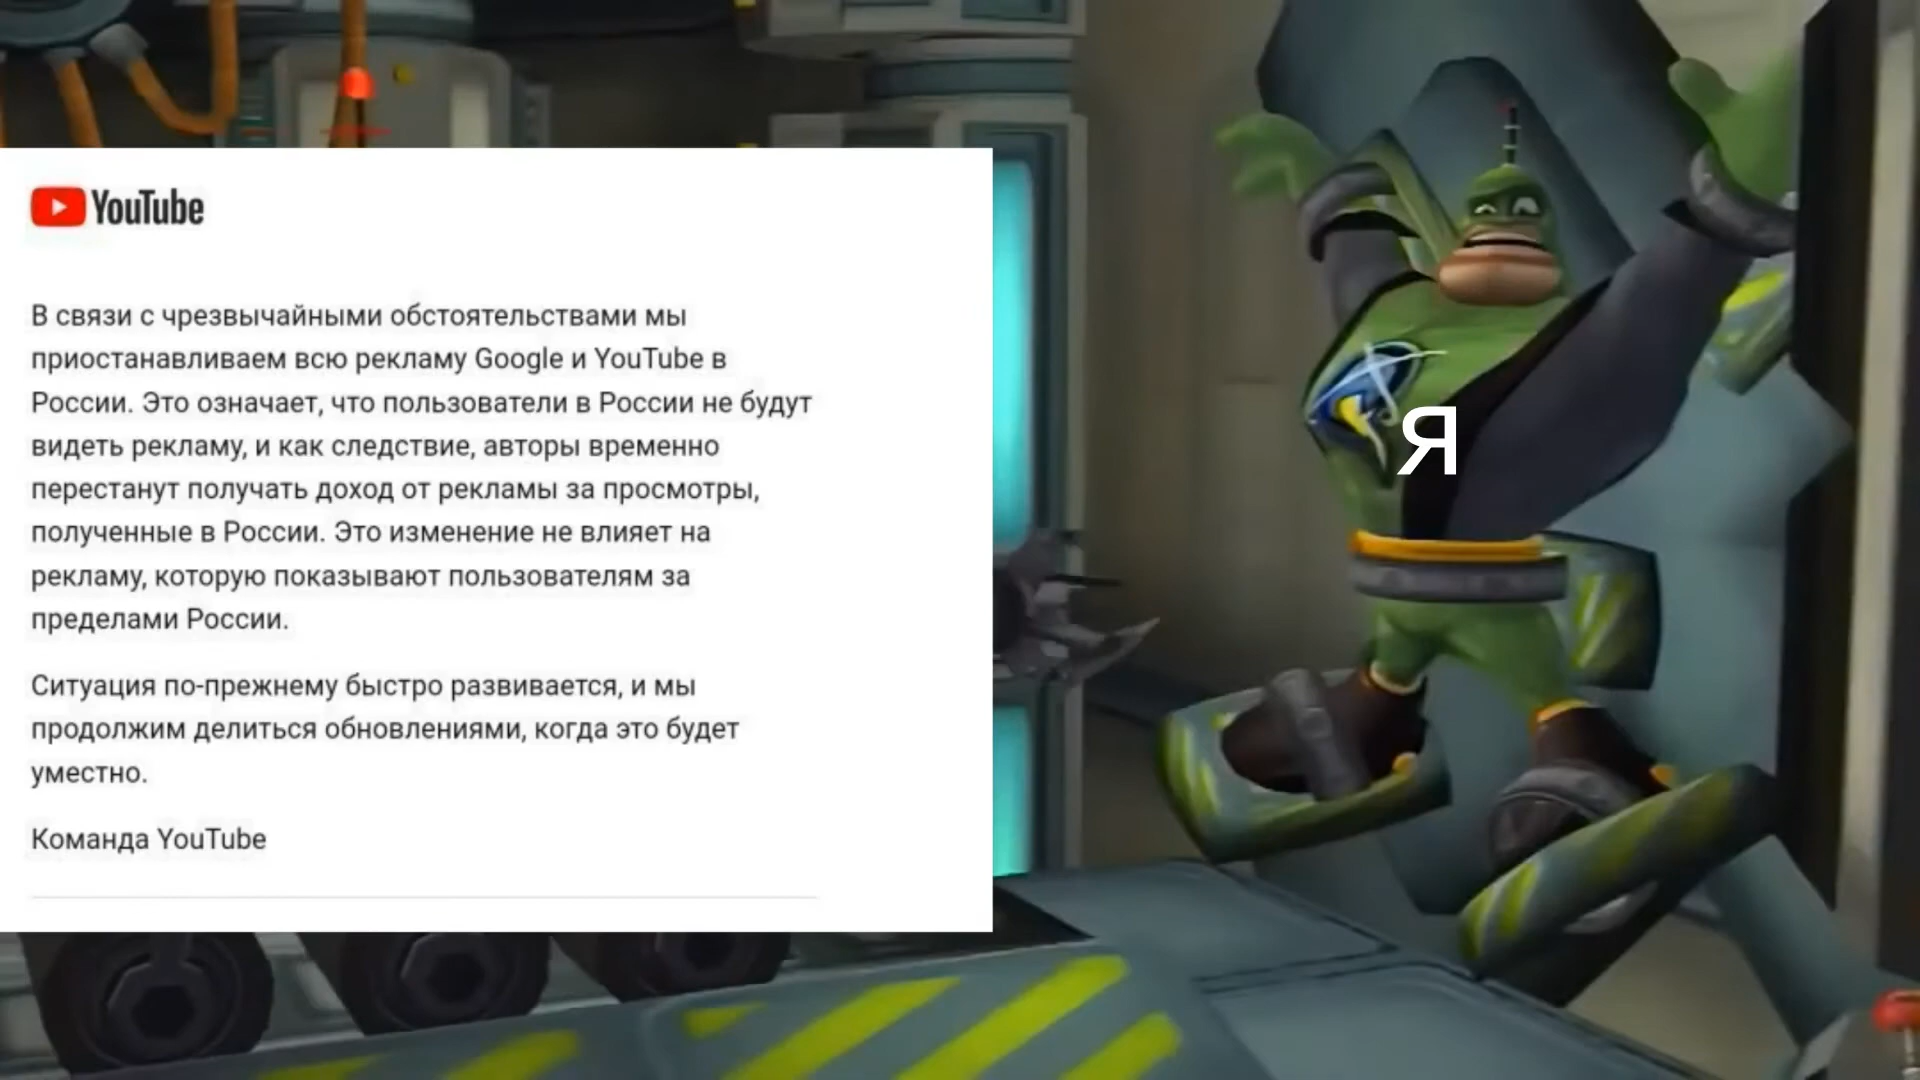 YouTube
В связи с чрезвычайными обстоятельствами мы
приостанавливаем всю рекламу Google и YouTube в
России. Это означает, что пользователи в России не будут
видеть рекламу, и как следствие, авторы временно
перестанут получать доход от рекламы за просмотры,
полученные в России. Это изменение не влияет на
рекламу, которую показывают пользователям за
пределами России.
Ситуация по-прежнему быстро развивается, и мы
продолжим делиться обновлениями, когда это будет
уместно.
Команда YouTube
я